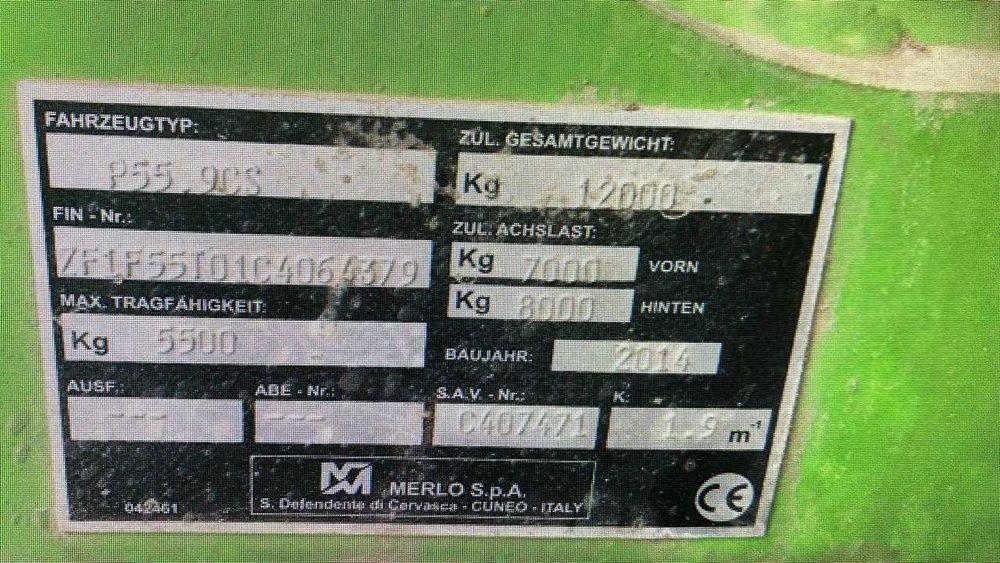 FAHRZEUGTYP:
P55.9CS
FIN - Nr.:
ZF1F55T01C4064379
MAX. TRAGFÄHIGKEIT:
Kg 5500
AUSF.: ABE - Nr.:
--- ---
ZUL. GESAMTGEWICHT:
Kg 12000
ZUL. ACHSLAST:
Kg 7000 VORN
Kg 8000 HINTEN
BAUJAHR: 2014
S.A.V. - Nr.: K:
C407471 1.9 m⁻¹
MERLO S.p.A.
S. Defendente di Cervasca - CUNEO - ITALY
042461
CE